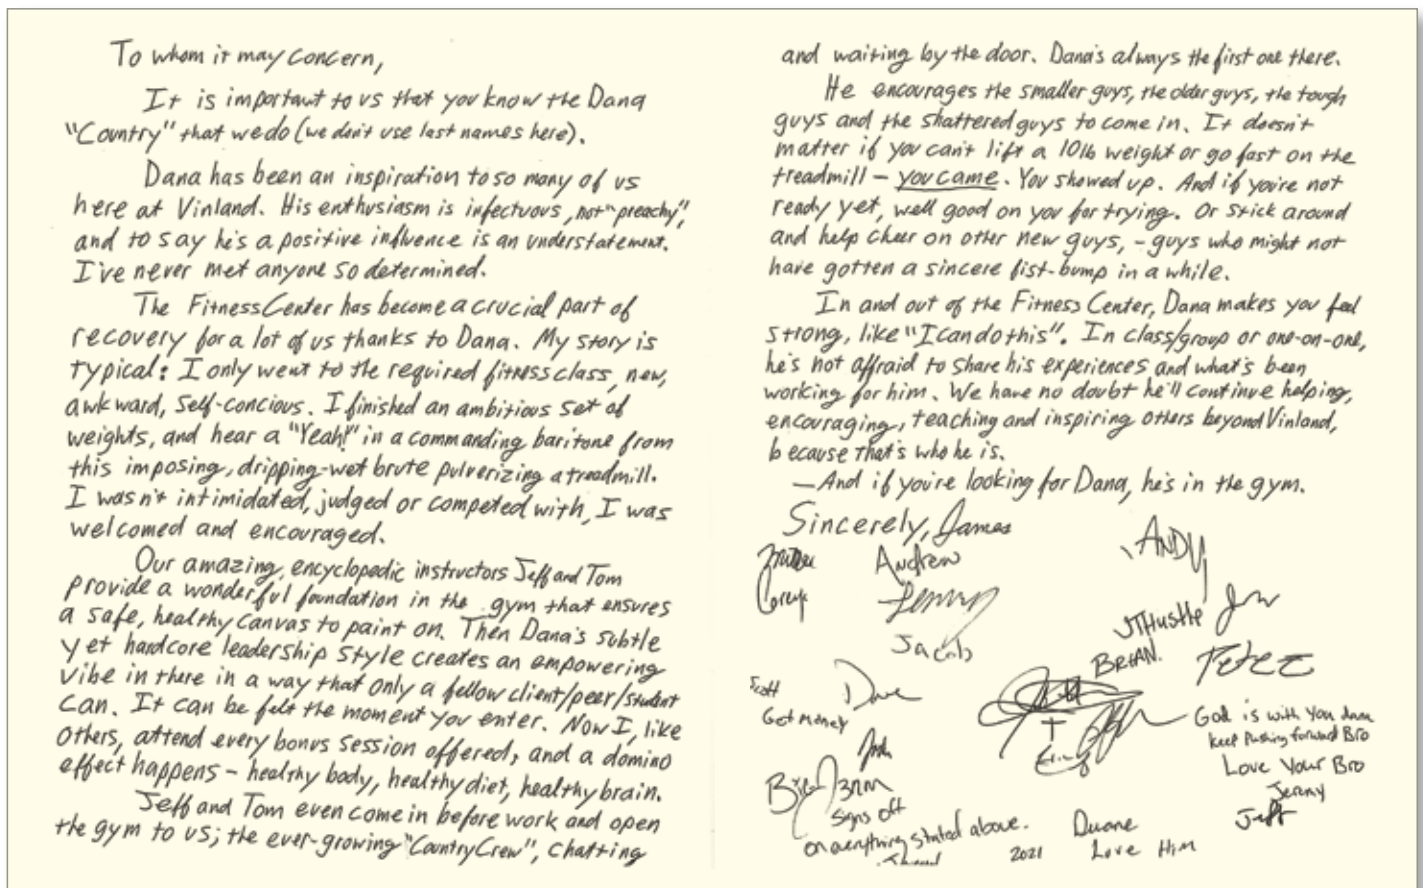 To whom it may concern,
It is important to us that you know the Dana
"Country" that we do (we don't use last names here).
Dana has been an inspiration to so many of us
here at Vinland. His enthusiasm is infectuous, not "preachy",
and to say he's a positive influence is an understatement.
I've never met anyone so determined.
The Fitness Center has become a crucial part of
recovery for a lot of us thanks to Dana. My story is
typical: I only went to the required fitness class, new,
awkward, self-concious. I finished an ambitious set of
weights, and hear a "Yeah!" in a commanding baritone from
this imposing, dripping-wet brute pulverizing a treadmill.
I wasn't intimidated, judged or competed with, I was
welcomed and encouraged.
Our amazing, encyclopedic instructors Jeff and Tom
provide a wonderful foundation in the gym that ensures
a safe, healthy canvas to paint on. Then Dana's subtle
yet hardcore leadership style creates an empowering
vibe in there in a way that only a fellow client/peer/student
can. It can be felt the moment you enter. Now I, like
others, attend every bonus session offered, and a domino
effect happens - healthy body, healthy diet, healthy brain.
Jeff and Tom even come in before work and open
the gym to us; the ever-growing "Country Crew", chatting
and waiting by the door. Dana's always the first one there.
He encourages the smaller guys, the older guys, the tough
guys and the shattered guys to come in. It doesn't
matter if you can't lift a 10lb weight or go fast on the
treadmill - you came. You showed up. And if you're not
ready yet, well good on you for trying. Or stick around
and help cheer on other new guys, - guys who might not
have gotten a sincere fist-bump in a while.
In and out of the Fitness Center, Dana makes you feel
strong, like "I can do this". In class/group or one-on-one,
he's not affraid to share his experiences and what's been
working for him. We have no doubt he'll continue helping,
encouraging, teaching and inspiring others beyond Vinland,
because that's who he is.
—And if you're looking for Dana, he's in the gym.
Sincerely, James
Andrew
ANDY
Corey
Lenny
JTHustle
Jacob
BRIAN.
PETEE
Scott
Dave
Get money
God is with you dana
keep pushing forward Bro
Love Your Bro
Jenny
Josh
Jeff
Big Brm
signs off
on everything stated above.
2021
Duane
Love Him